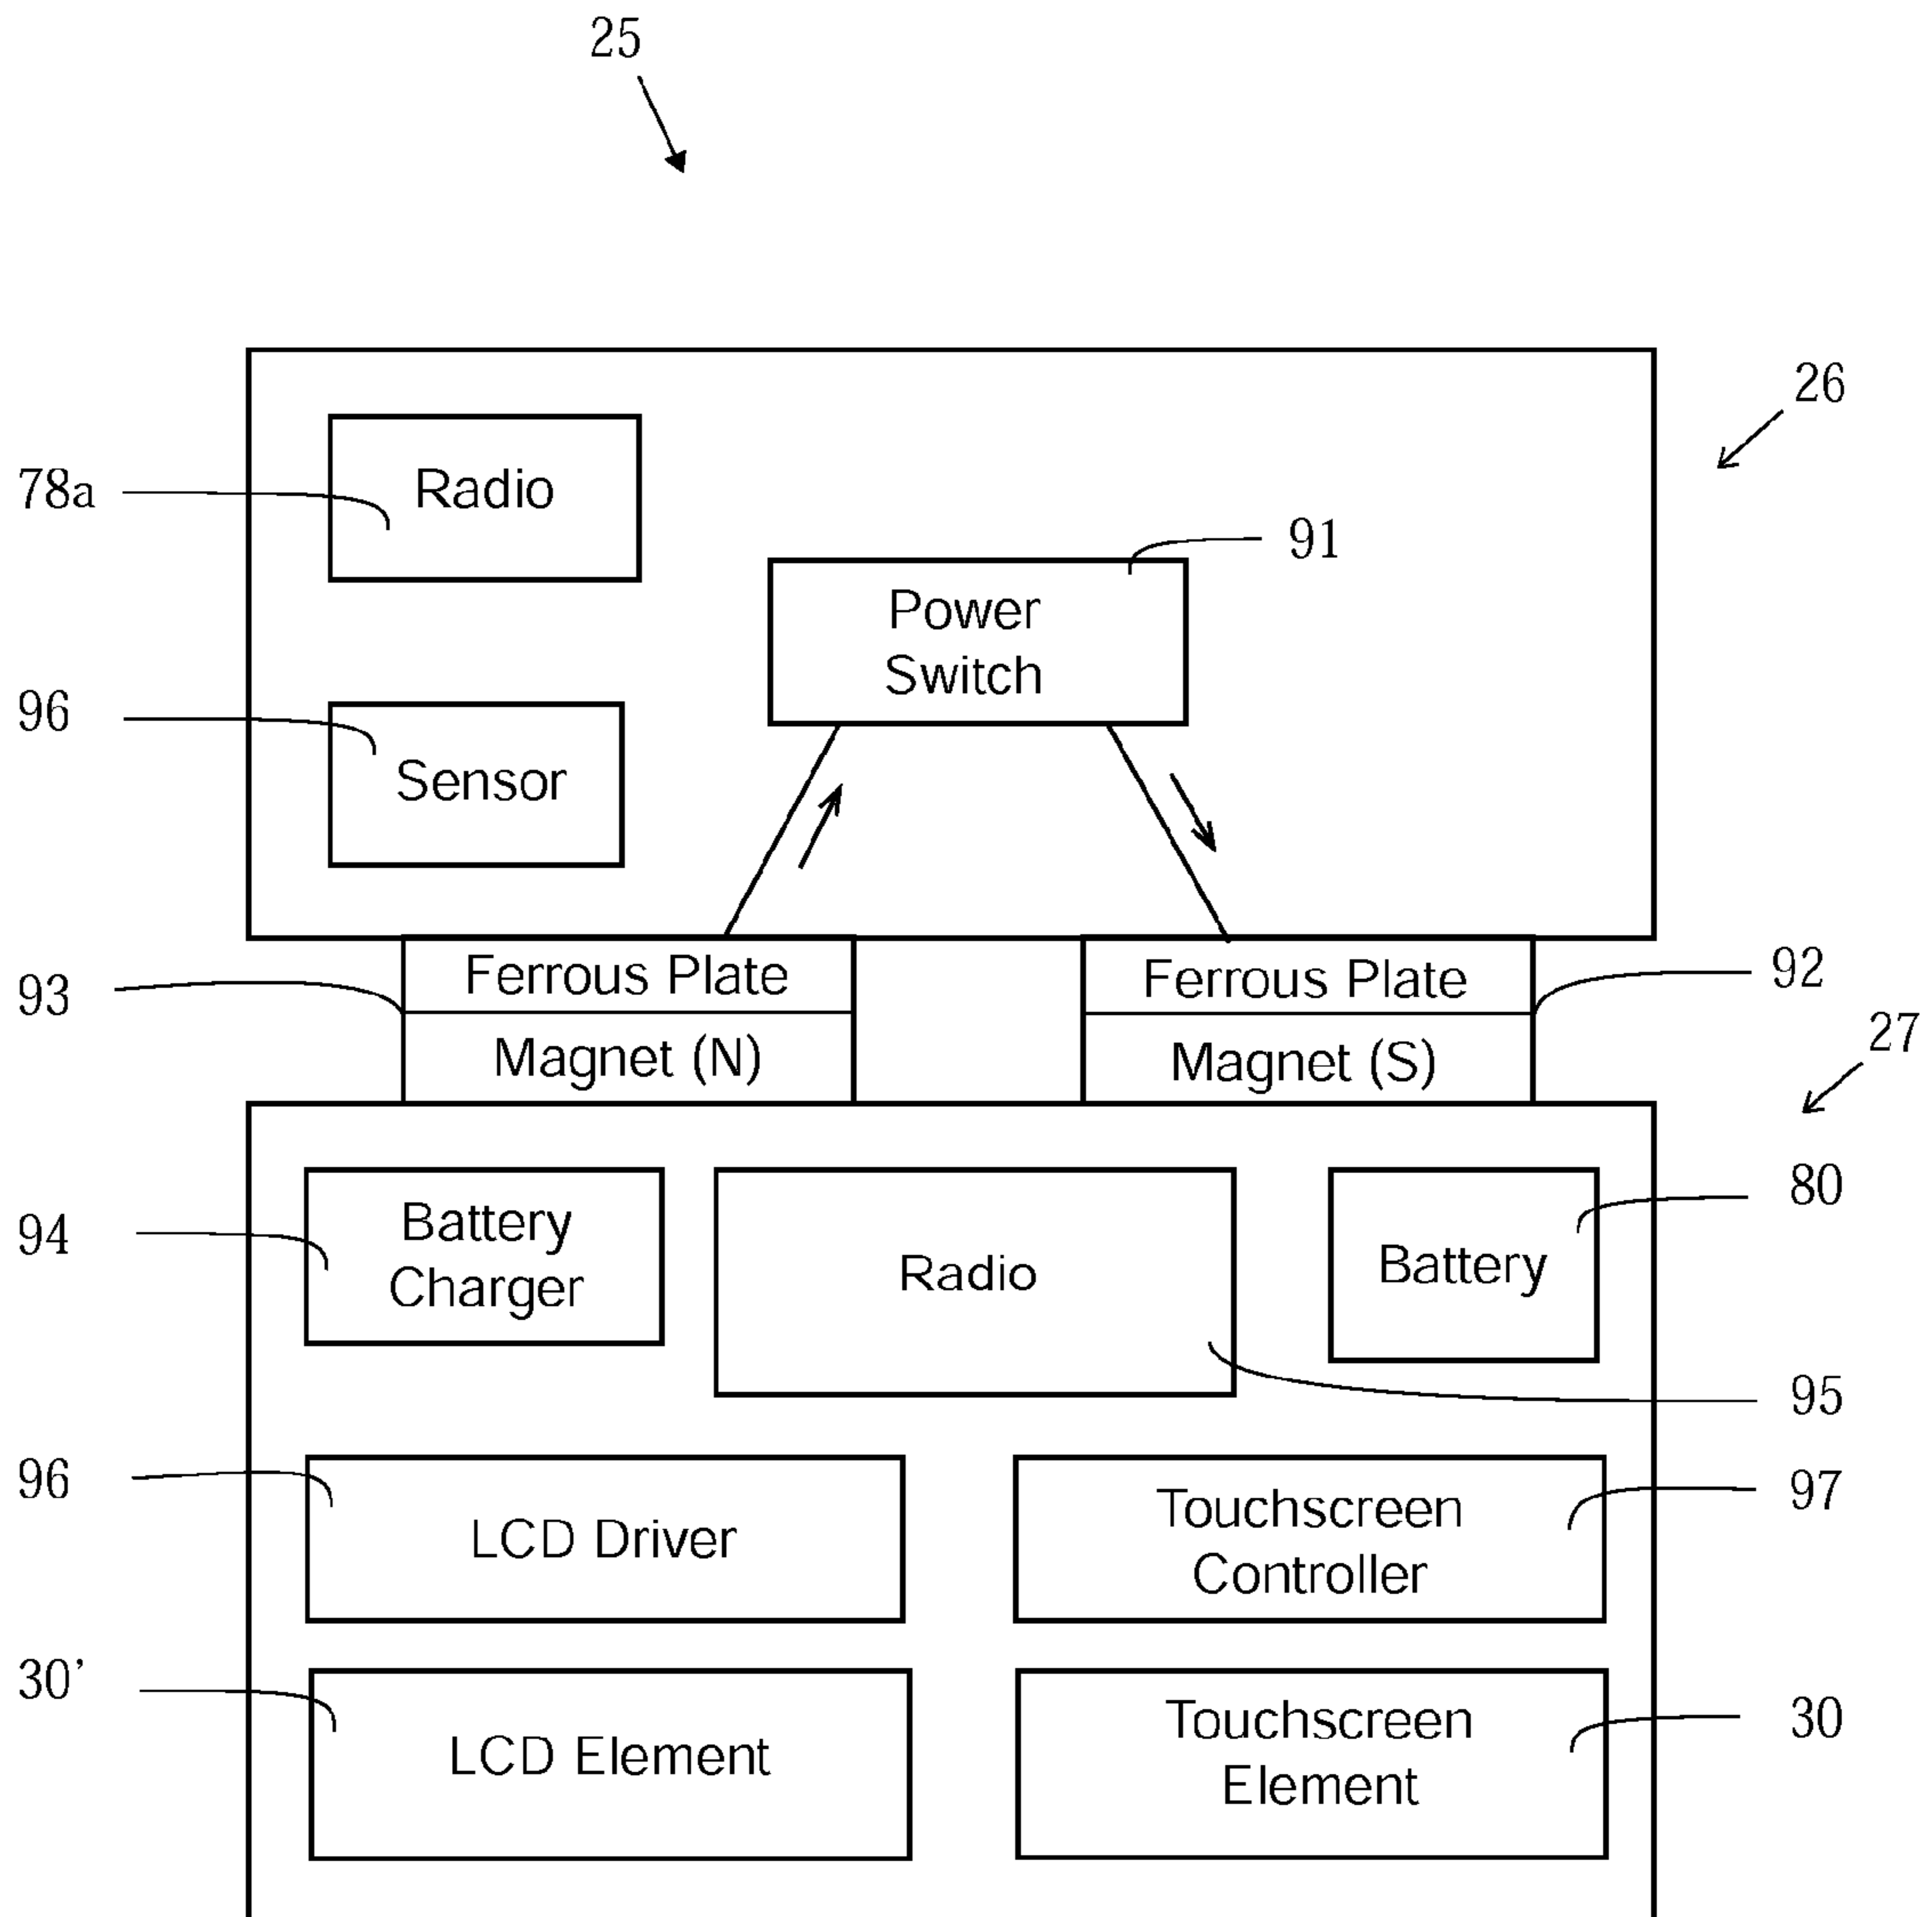 25
26
78a
Radio
91
Power
Switch
96
Sensor
93
Ferrous Plate
Ferrous Plate
92
Magnet (N)
Magnet (S)
27
94
Battery
Charger
Radio
Battery
80
95
96
LCD Driver
Touchscreen
Controller
97
30’
LCD Element
Touchscreen
Element
30